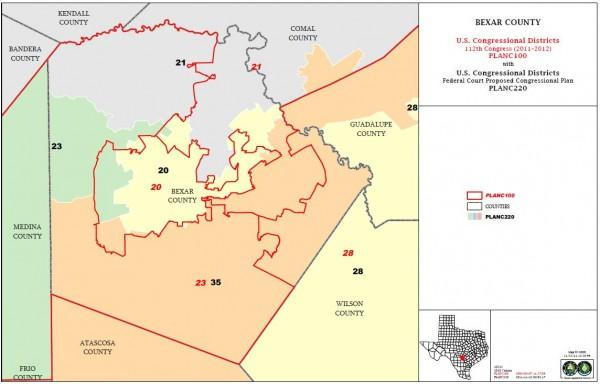 KENDALL
COUNTY
COMAL
COUNTY
BANDERA
COUNTY
21
21
28
GUADALUPE
COUNTY
23
20
20
BEXAR
COUNTY
MEDINA
COUNTY
28
28
23 35
WILSON
COUNTY
ATASCOSA
COUNTY
FRIO
COUNTY
BEXAR COUNTY
U.S. Congressional Districts
112th Congress (2011-2012)
PLANC100
with
U.S. Congressional Districts
Federal Court Proposed Congressional Plan
PLANC220
PLANC100
COUNTIES
PLANC220